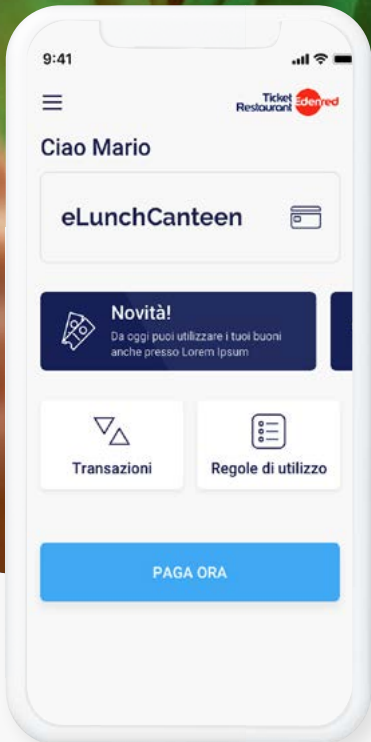 9:41
Ticket
Restaurant Edenred
Ciao Mario
eLunchCanteen
Novità!
Da oggi puoi utilizzare i tuoi buoni
anche presso Lorem Ipsum
Transazioni
Regole di utilizzo
PAGA ORA